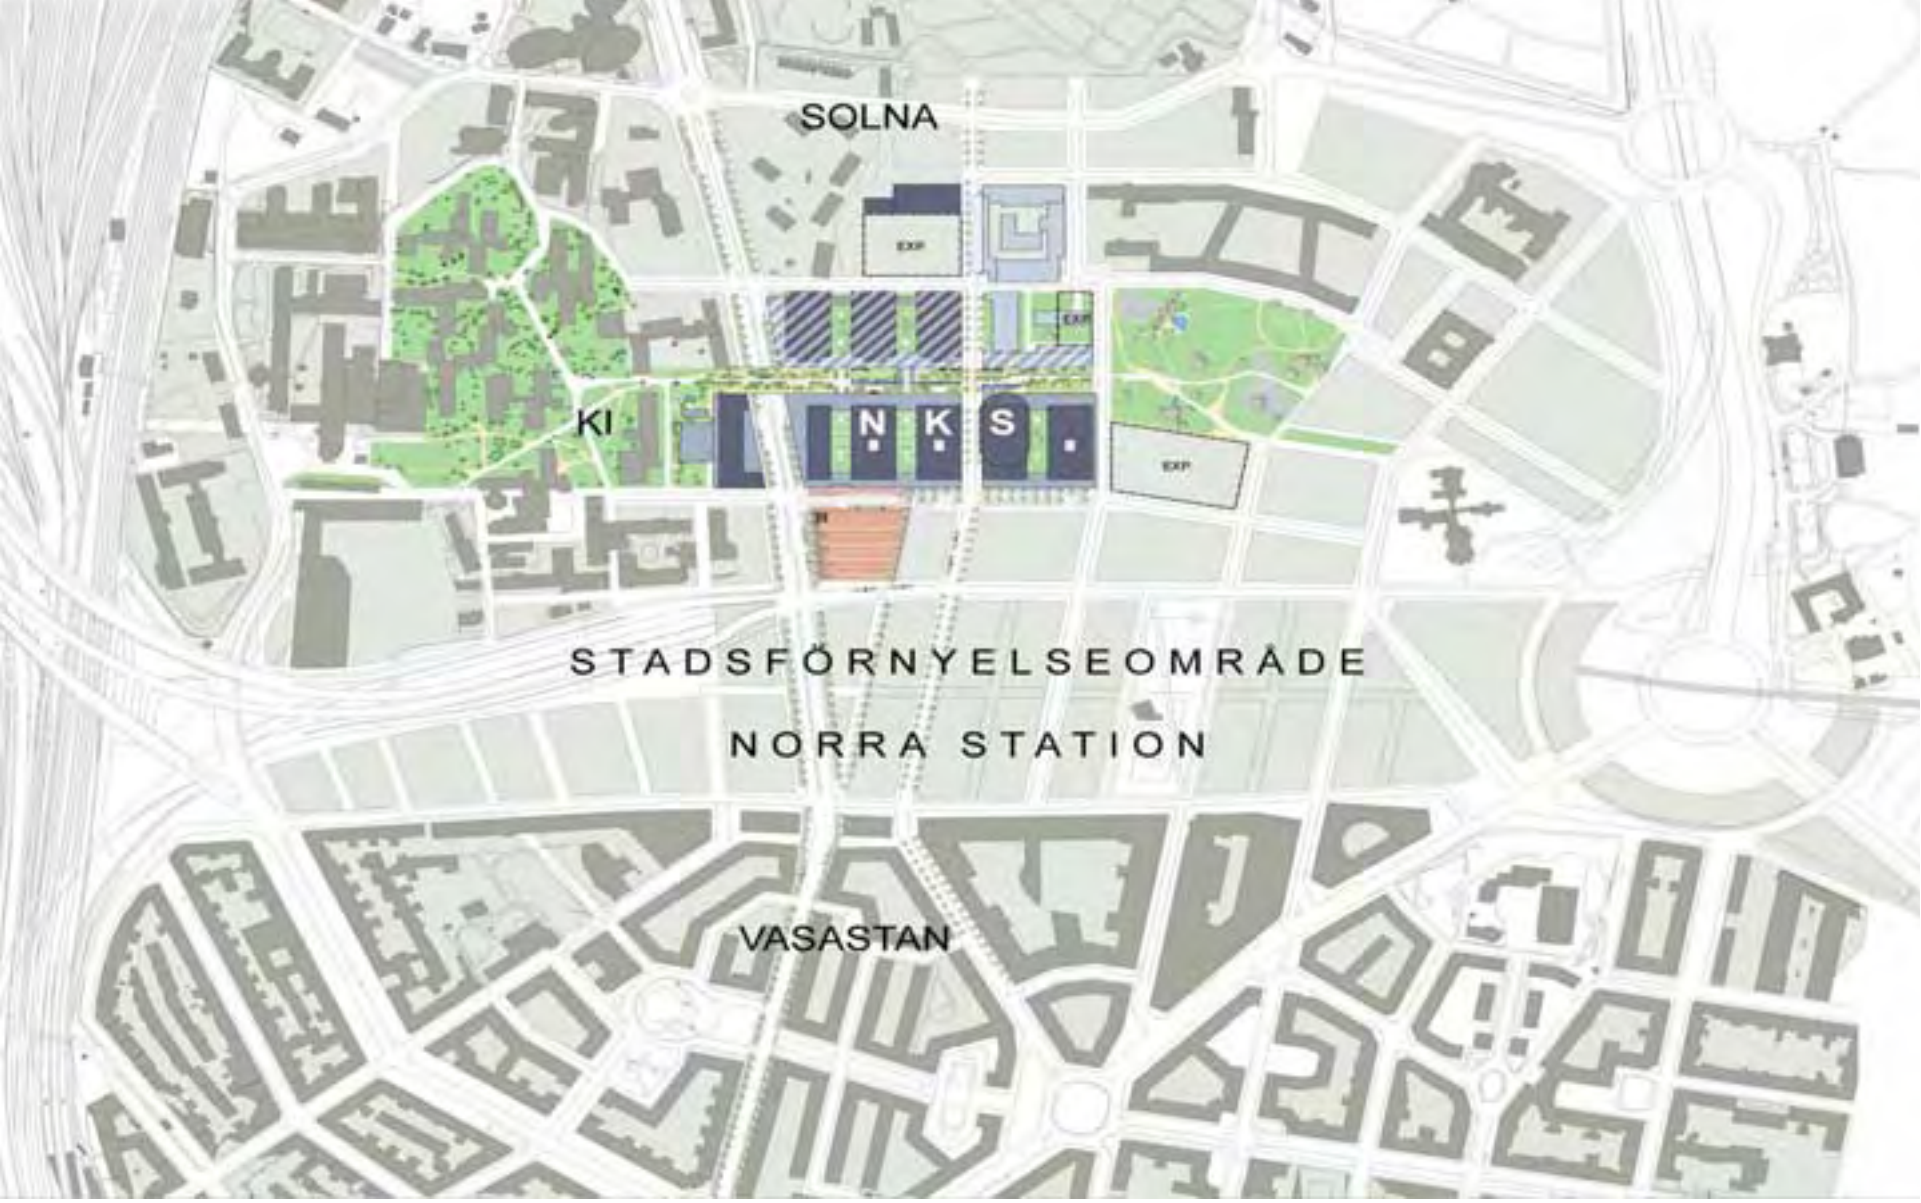 SOLNA
EXP
EXP
KI
N K S
EXP
STADSFÖRNYELSEOMRÅDE
NORRA STATION
VASASTAN